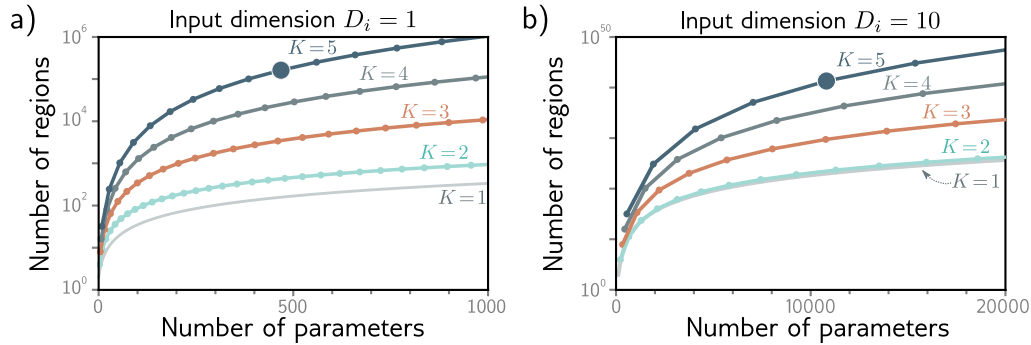 a)
Input dimension $D_i = 1$
Number of regions
10^6
10^4
10^2
10^0
K=5
K=4
K=3
K=2
K=1
0
500
1000
Number of parameters
b)
Input dimension $D_i = 10$
Number of regions
10^50
10^0
K=5
K=4
K=3
K=2
K=1
0
10000
20000
Number of parameters